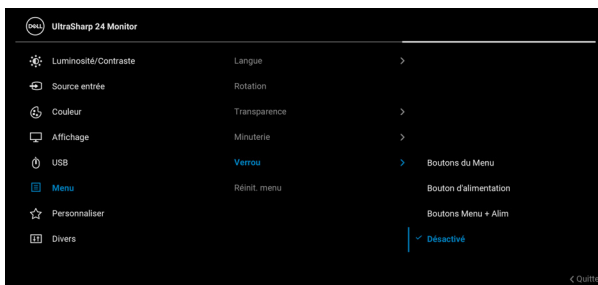 DELL UltraSharp 24 Monitor
Luminosité/Contraste
Langue
Source entrée
Rotation
Couleur
Transparence
Affichage
Minuterie
USB
Verrou
Boutons du Menu
Menu
Réinit. menu
Bouton d'alimentation
Personnaliser
Boutons Menu + Alim
Divers
Désactivé
Quitte